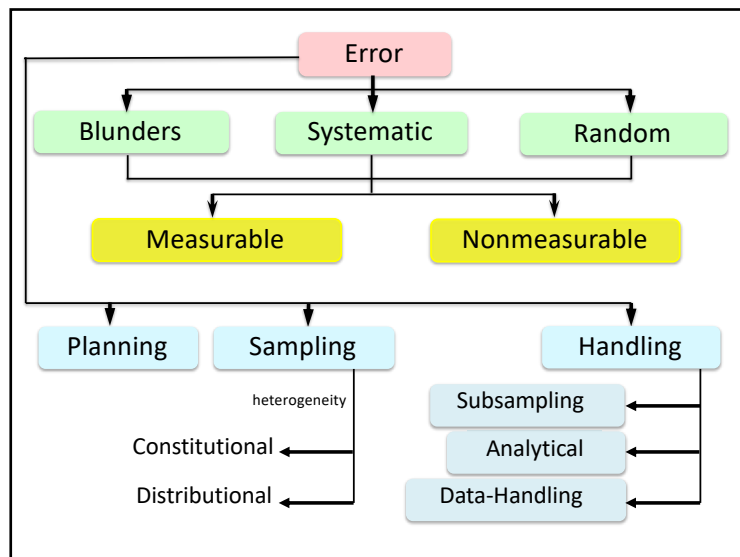 Error
Blunders
Systematic
Random
Measurable
Nonmeasurable
Planning
Sampling
Handling
heterogeneity
Constitutional
Distributional
Subsampling
Analytical
Data-Handling